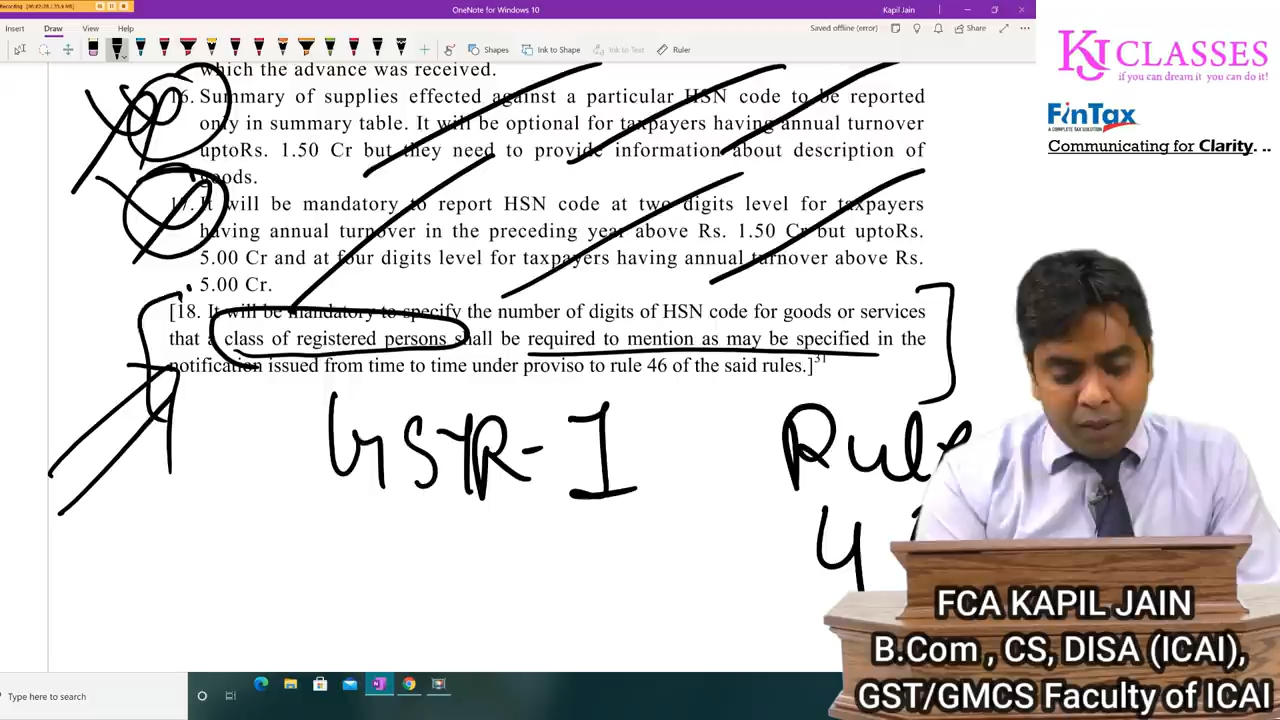 OneNote for Windows 10
Kapil Jain
Insert Draw View Help
Saved offline (error)
Share
Shapes Ink to Shape Ink to Text Ruler
which the advance was received.
16. Summary of supplies effected against a particular HSN code to be reported
only in summary table. It will be optional for taxpayers having annual turnover
uptoRs. 1.50 Cr but they need to provide information about description of
goods.
17. It will be mandatory to report HSN code at two digits level for taxpayers
having annual turnover in the preceding year above Rs. 1.50 Cr but uptoRs.
5.00 Cr and at four digits level for taxpayers having annual turnover above Rs.
5.00 Cr.
[18. It will be mandatory to specify the number of digits of HSN code for goods or services
that a class of registered persons shall be required to mention as may be specified in the
notification issued from time to time under proviso to rule 46 of the said rules.]31
GSTR-1
Rule
4
Type here to search
KJ CLASSES
if you can dream it you can do it!
FinTax
A COMPLETE TAX SOLUTION
Communicating for Clarity. ..
FCA KAPIL JAIN
B.Com , CS, DISA (ICAI),
GST/GMCS Faculty of ICAI